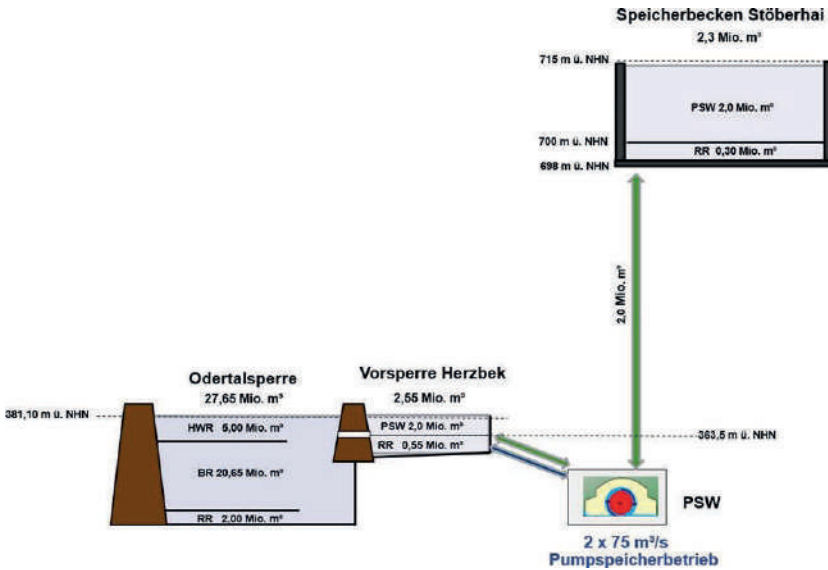 Speicherbecken Stöberhai
2,3 Mio. m³
715 m ü. NHN
PSW 2,0 Mio. m³
700 m ü. NHN
RR 0,30 Mio. m³
698 m ü. NHN
2,0 Mio. m³
Odertalsperre
27,65 Mio. m³
Vorsperre Herzbek
2,55 Mio. m³
381,10 m ü. NHN
HWR 5,00 Mio. m³
PSW 2,0 Mio. m³
363,5 m ü. NHN
RR 0,55 Mio. m³
BR 20,65 Mio. m³
RR 2,00 Mio. m³
PSW
2 x 75 m³/s
Pumpspeicherbetrieb